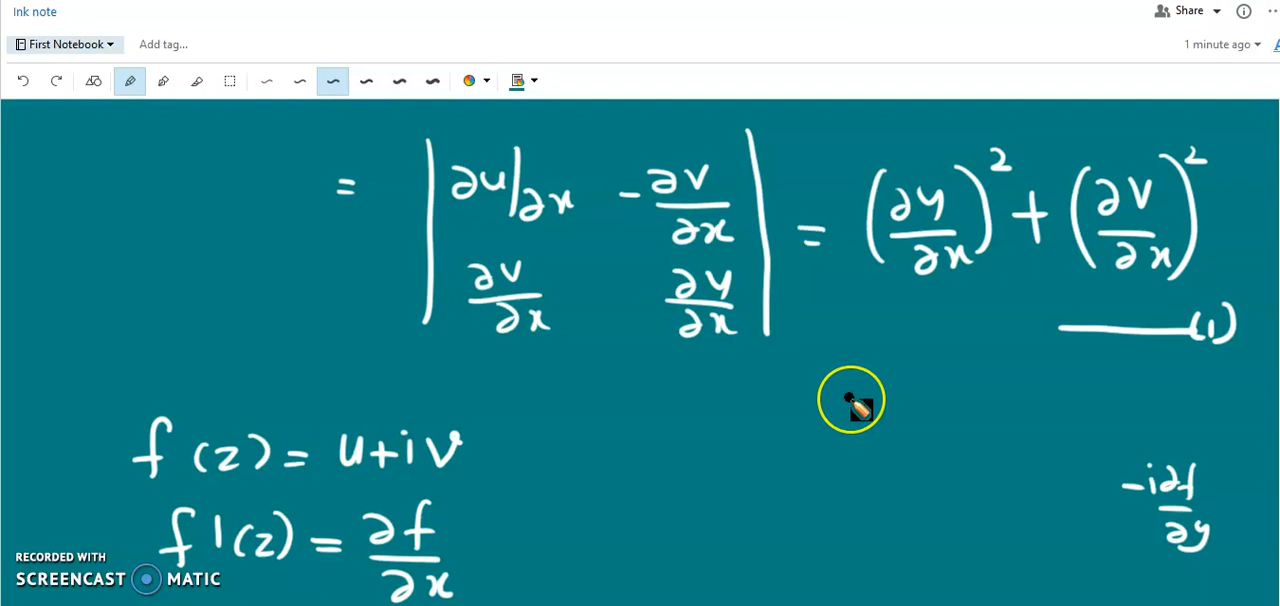 Ink note
Share
First Notebook
Add tag...
1 minute ago
= | ∂u/∂x  -∂v/∂x | = (∂y/∂x)² + (∂v/∂x)²
| ∂v/∂x  ∂y/∂x |
(1)
f(z) = u+iv
-i∂f/∂y
f'(z) = ∂f/∂x
RECORDED WITH
SCREENCAST MATIC